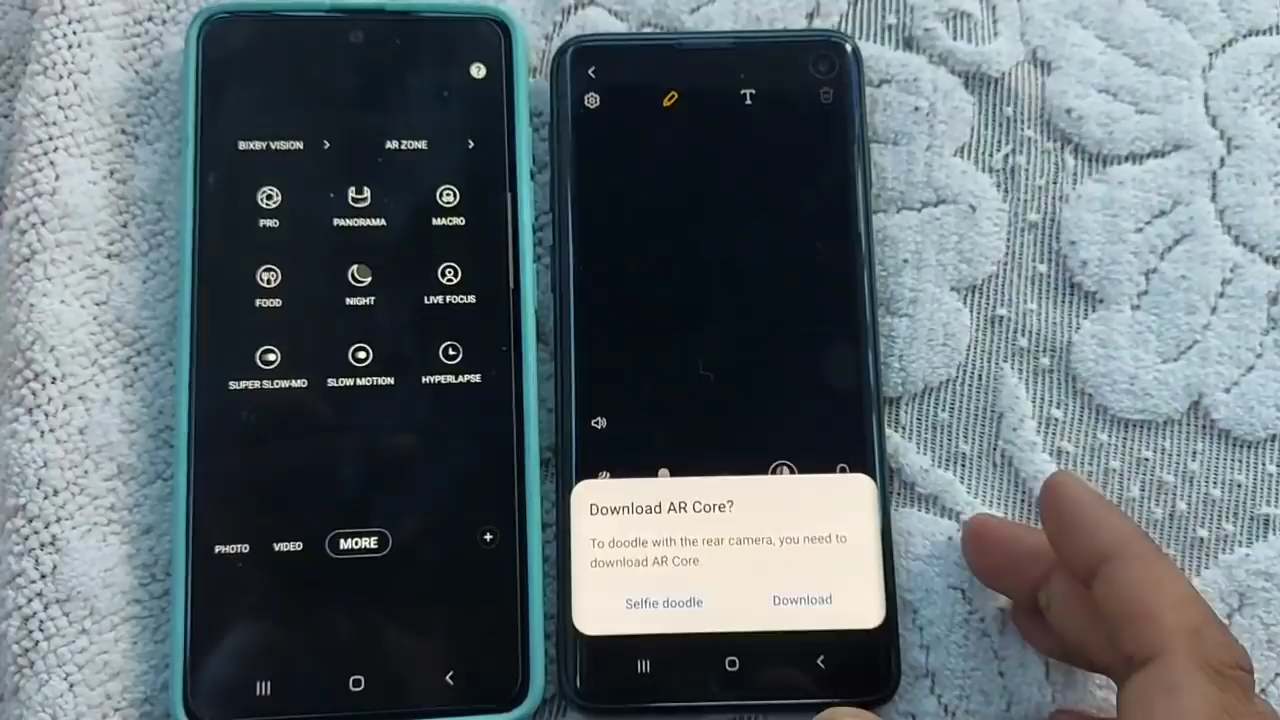 ?
BIXBY VISION >
AR ZONE >
PRO
PANORAMA
MACRO
FOOD
NIGHT
LIVE FOCUS
SUPER SLOW-MO
SLOW MOTION
HYPERLAPSE
PHOTO
VIDEO
MORE
+
T
Download AR Core?
To doodle with the rear camera, you need to
download AR Core
Selfie doodle
Download